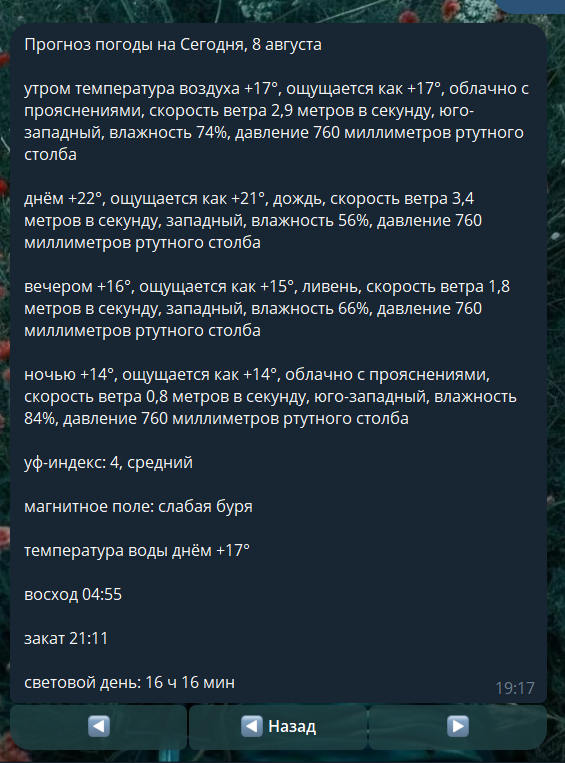 Прогноз погоды на Сегодня, 8 августа
утром температура воздуха +17°, ощущается как +17°, облачно с
прояснениями, скорость ветра 2,9 метров в секунду, юго-
западный, влажность 74%, давление 760 миллиметров ртутного
столба
днём +22°, ощущается как +21°, дождь, скорость ветра 3,4
метров в секунду, западный, влажность 56%, давление 760
миллиметров ртутного столба
вечером +16°, ощущается как +15°, ливень, скорость ветра 1,8
метров в секунду, западный, влажность 66%, давление 760
миллиметров ртутного столба
ночью +14°, ощущается как +14°, облачно с прояснениями,
скорость ветра 0,8 метров в секунду, юго-западный, влажность
84%, давление 760 миллиметров ртутного столба
уф-индекс: 4, средний
магнитное поле: слабая буря
температура воды днём +17°
восход 04:55
закат 21:11
световой день: 16 ч 16 мин
19:17
Назад